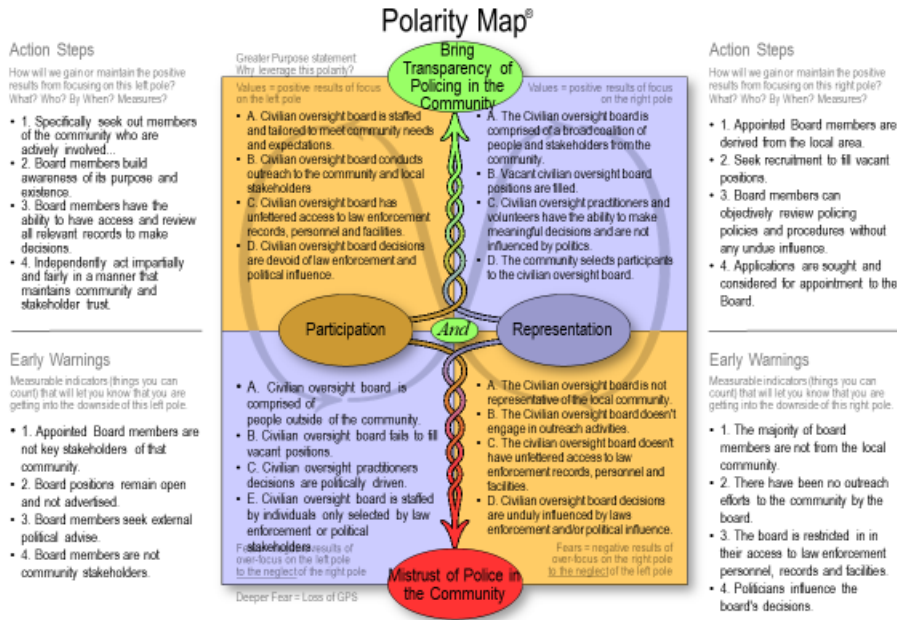 Polarity Map®
Action Steps
How will we gain or maintain the positive
results from focusing on this left pole?
What? Who? By When? Measures?
• 1. Specifically seek out members
of the community who are
actively involved...
• 2. Board members build
awareness of its purpose and
existence.
• 3. Board members have the
ability to have access and review
all relevant records to make
decisions.
• 4. Independently act impartially
and fairly in a manner that
maintains community and
stakeholder trust.
Early Warnings
Measurable indicators (things you can
count) that will let you know that you are
getting into the downside of this left pole.
• 1. Appointed Board members are
not key stakeholders of that
community.
• 2. Board positions remain open
and not advertised.
• 3. Board members seek external
political advise.
• 4. Board members are not
community stakeholders.
Greater Purpose statement
Why leverage this polarity?
Bring
Transparency of
Policing in the
Community
Values = positive results of focus
on the left pole
• A. Civilian oversight board is staffed
and tailored to meet community needs
and expectations.
• B. Civilian oversight board conducts
outreach to the community and local
stakeholders
• C. Civilian oversight board has
unfettered access to law enforcement
records, personnel and facilities.
• D. Civilian oversight board decisions
are devoid of law enforcement and
political influence.
Values = positive results of focus
on the right pole
• A. The Civilian oversight board is
comprised of a broad coalition of
people and stakeholders from the
community.
• B. Vacant civilian oversight board
positions are filled.
• C. Civilian oversight practitioners and
volunteers have the ability to make
meaningful decisions and are not
influenced by politics.
• D. The community selects participants
to the civilian oversight board.
Participation
And
Representation
• A. Civilian oversight board is
comprised of
people outside of the community.
• B. Civilian oversight board fails to fill
vacant positions.
• C. Civilian oversight practitioners
decisions are politically driven.
• E. Civilian oversight board is staffed
by individuals only selected by law
enforcement or political
stakeholders
Fears = negative results of
over-focus on the left pole
to the neglect of the right pole
• A. The Civilian oversight board is not
representative of the local community.
• B. The Civilian oversight board doesn't
engage in outreach activities.
• C. The civilian oversight board doesn't
have unfettered access to law
enforcement records, personnel and
facilities.
• D. Civilian oversight board decisions
are unduly influenced by laws
enforcement and/or political influence.
Fears = negative results of
over-focus on the right pole
to the neglect of the left pole
Mistrust of Police in
the Community
Deeper Fear = Loss of GPS
Action Steps
How will we gain or maintain the positive
results from focusing on this right pole?
What? Who? By When? Measures?
• 1. Appointed Board members are
derived from the local area.
• 2. Seek recruitment to fill vacant
positions.
• 3. Board members can
objectively review policing
policies and procedures without
any undue influence.
• 4. Applications are sought and
considered for appointment to the
Board.
Early Warnings
Measurable indicators (things you can
count) that will let you know that you are
getting into the downside of this right pole.
• 1. The majority of board
members are not from the local
community.
• 2. There have been no outreach
efforts to the community by the
board.
• 3. The board is restricted in in
their access to law enforcement
personnel, records and facilities.
• 4. Politicians influence the
board's decisions.